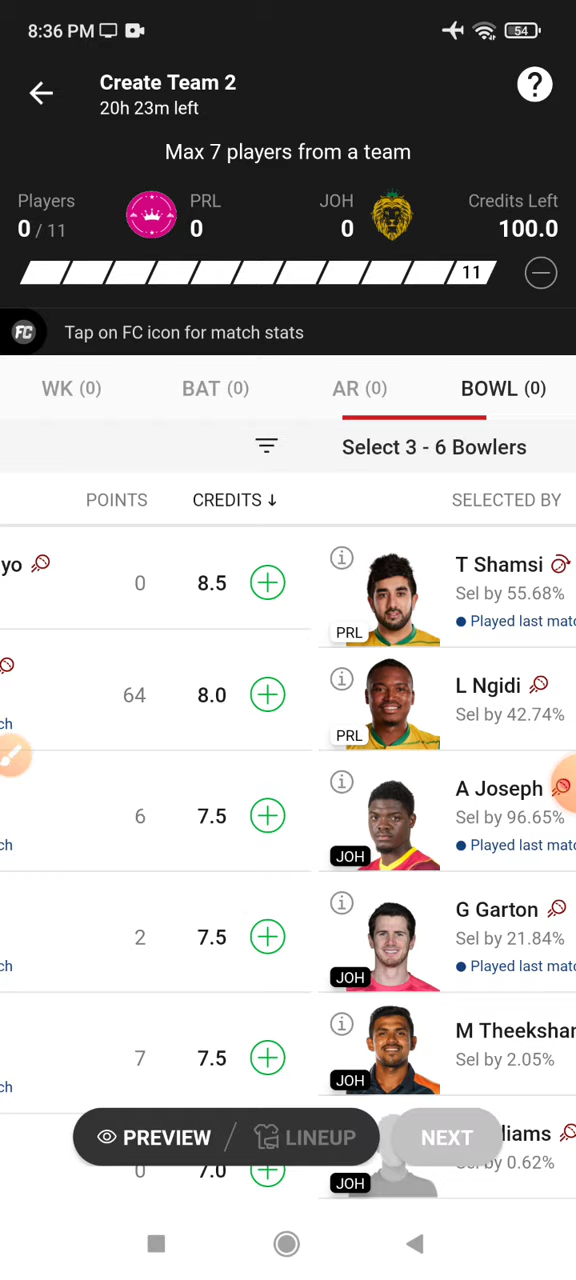 8:36 PM
54
Create Team 2
20h 23m left
?
Max 7 players from a team
Players
0 / 11
PRL
0
JOH
0
Credits Left
100.0
11
FC
Tap on FC icon for match stats
WK (0)
BAT (0)
AR (0)
BOWL (0)
Select 3 - 6 Bowlers
POINTS
CREDITS ↓
SELECTED BY
yo
0
8.5
T Shamsi
Sel by 55.68%
Played last matc
PRL
ch
64
8.0
L Ngidi
Sel by 42.74%
PRL
ch
6
7.5
A Joseph
Sel by 96.65%
Played last matc
JOH
ch
2
7.5
G Garton
Sel by 21.84%
Played last matc
JOH
ch
7
7.5
M Theekshan
Sel by 2.05%
JOH
0
7.0
liams
Sel by 0.62%
JOH
PREVIEW / LINEUP
NEXT